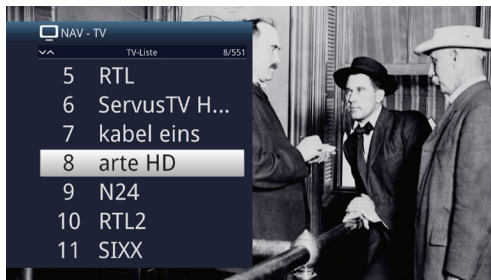 NAV - TV
TV-Liste 8/551
5 RTL
6 ServusTV H...
7 kabel eins
8 arte HD
9 N24
10 RTL2
11 SIXX